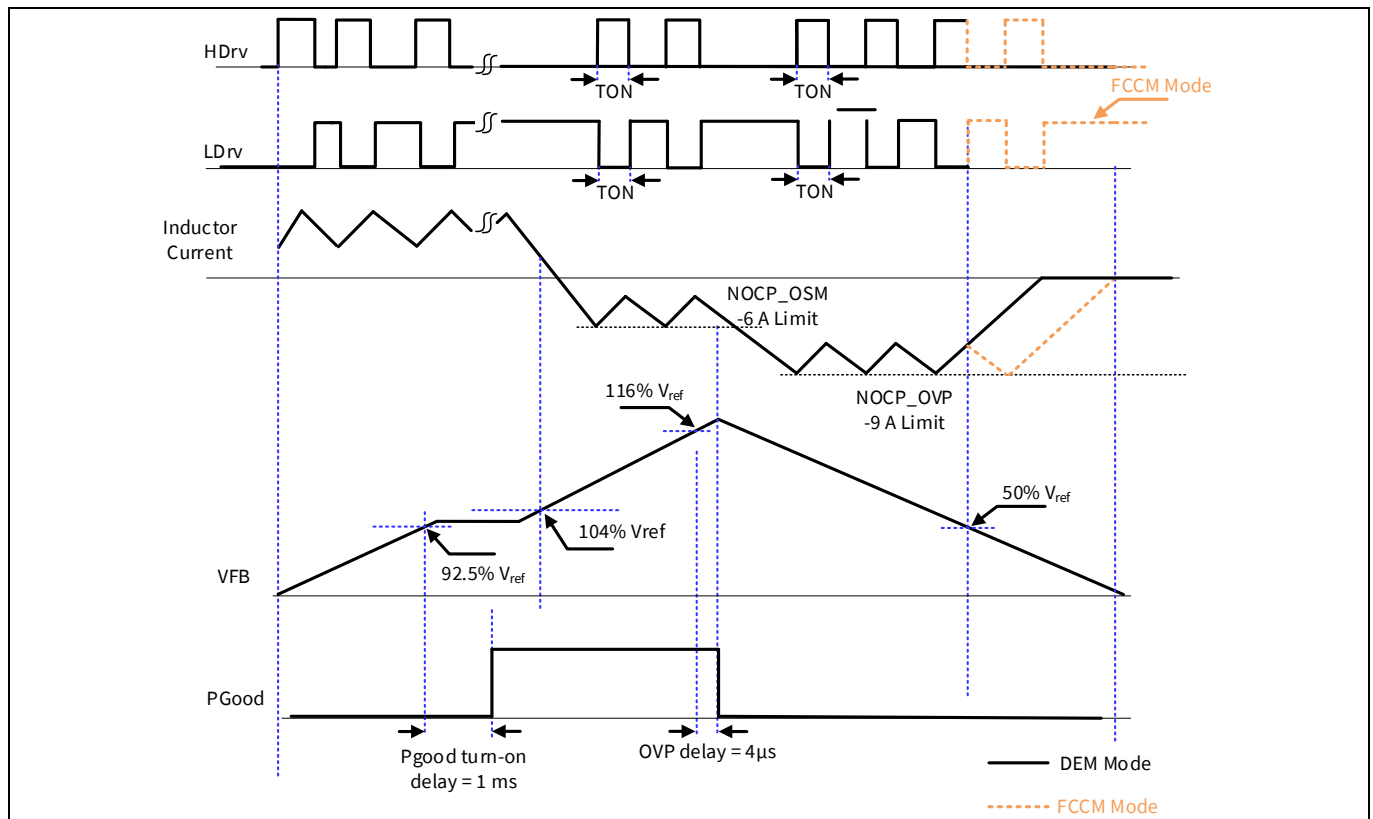 HDrv
TON
TON
FCCM Mode
LDrv
TON
TON
Inductor
Current
NOCP_OSM
-6 A Limit
NOCP_OVP
-9 A Limit
116% Vref
50% Vref
104% Vref
92.5% Vref
VFB
PGood
Pgood turn-on
delay = 1 ms
OVP delay = 4µs
DEM Mode
FCCM Mode